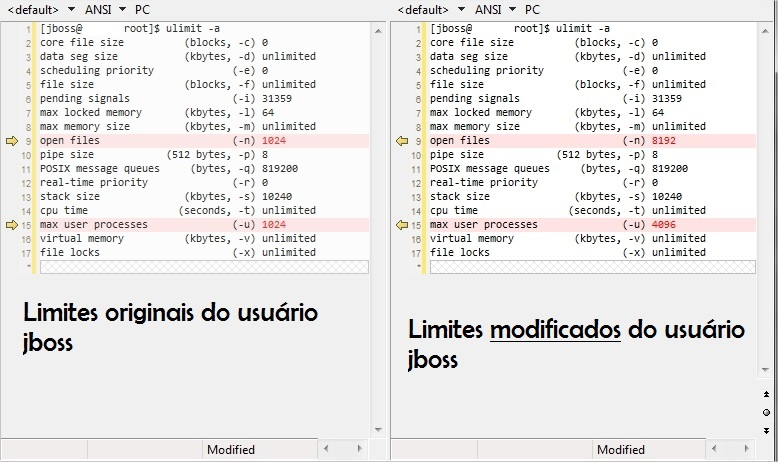 <default> ANSI PC
1 [jboss@ root]$ ulimit -a
2 core file size (blocks, -c) 0
3 data seg size (kbytes, -d) unlimited
4 scheduling priority (-e) 0
5 file size (blocks, -f) unlimited
6 pending signals (-i) 31359
7 max locked memory (kbytes, -l) 64
8 max memory size (kbytes, -m) unlimited
9 open files (-n) 1024
10 pipe size (512 bytes, -p) 8
11 POSIX message queues (bytes, -q) 819200
12 real-time priority (-r) 0
13 stack size (kbytes, -s) 10240
14 cpu time (seconds, -t) unlimited
15 max user processes (-u) 1024
16 virtual memory (kbytes, -v) unlimited
17 file locks (-x) unlimited
Limites originais do usuário
jboss
Modified
<default> ANSI PC
1 [jboss@ root]$ ulimit -a
2 core file size (blocks, -c) 0
3 data seg size (kbytes, -d) unlimited
4 scheduling priority (-e) 0
5 file size (blocks, -f) unlimited
6 pending signals (-i) 31359
7 max locked memory (kbytes, -l) 64
8 max memory size (kbytes, -m) unlimited
9 open files (-n) 8192
10 pipe size (512 bytes, -p) 8
11 POSIX message queues (bytes, -q) 819200
12 real-time priority (-r) 0
13 stack size (kbytes, -s) 10240
14 cpu time (seconds, -t) unlimited
15 max user processes (-u) 4096
16 virtual memory (kbytes, -v) unlimited
17 file locks (-x) unlimited
Limites modificados do usuário
jboss
Modified